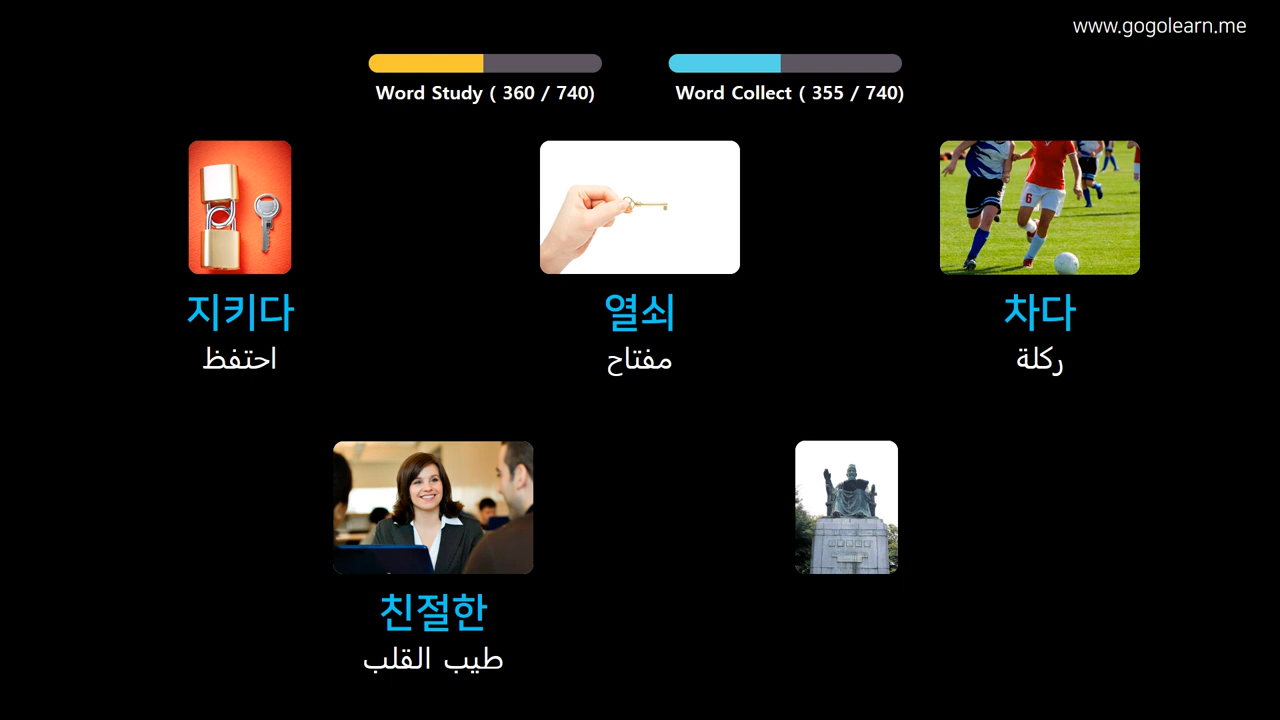 www.gogolearn.me
Word Study ( 360 / 740)
Word Collect ( 355 / 740)
지키다
احتفظ
열쇠
مفتاح
차다
ركلة
친절한
طيب القلب